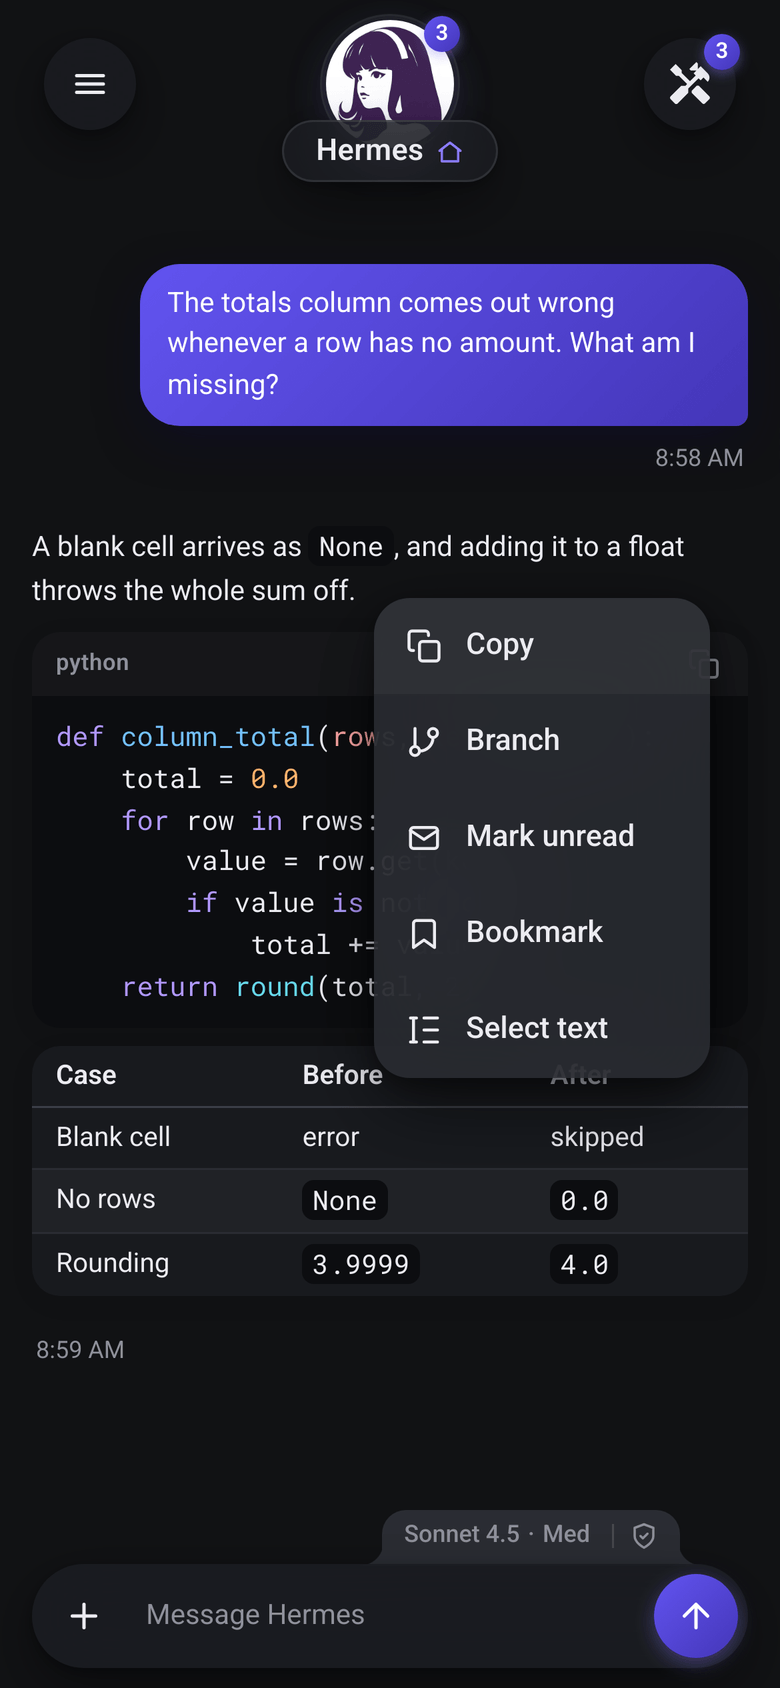 3
3
Hermes
The totals column comes out wrong
whenever a row has no amount. What am I
missing?
8:58 AM
A blank cell arrives as None, and adding it to a float
throws the whole sum off.
python
def column_total(rows
    total = 0.0
    for row in rows:
        value = row.get(
        if value is not
            total +=
    return round(total,
Copy
Branch
Mark unread
Bookmark
Select text
Case Before After
Blank cell error skipped
No rows None 0.0
Rounding 3.9999 4.0
8:59 AM
Sonnet 4.5 · Med
Message Hermes